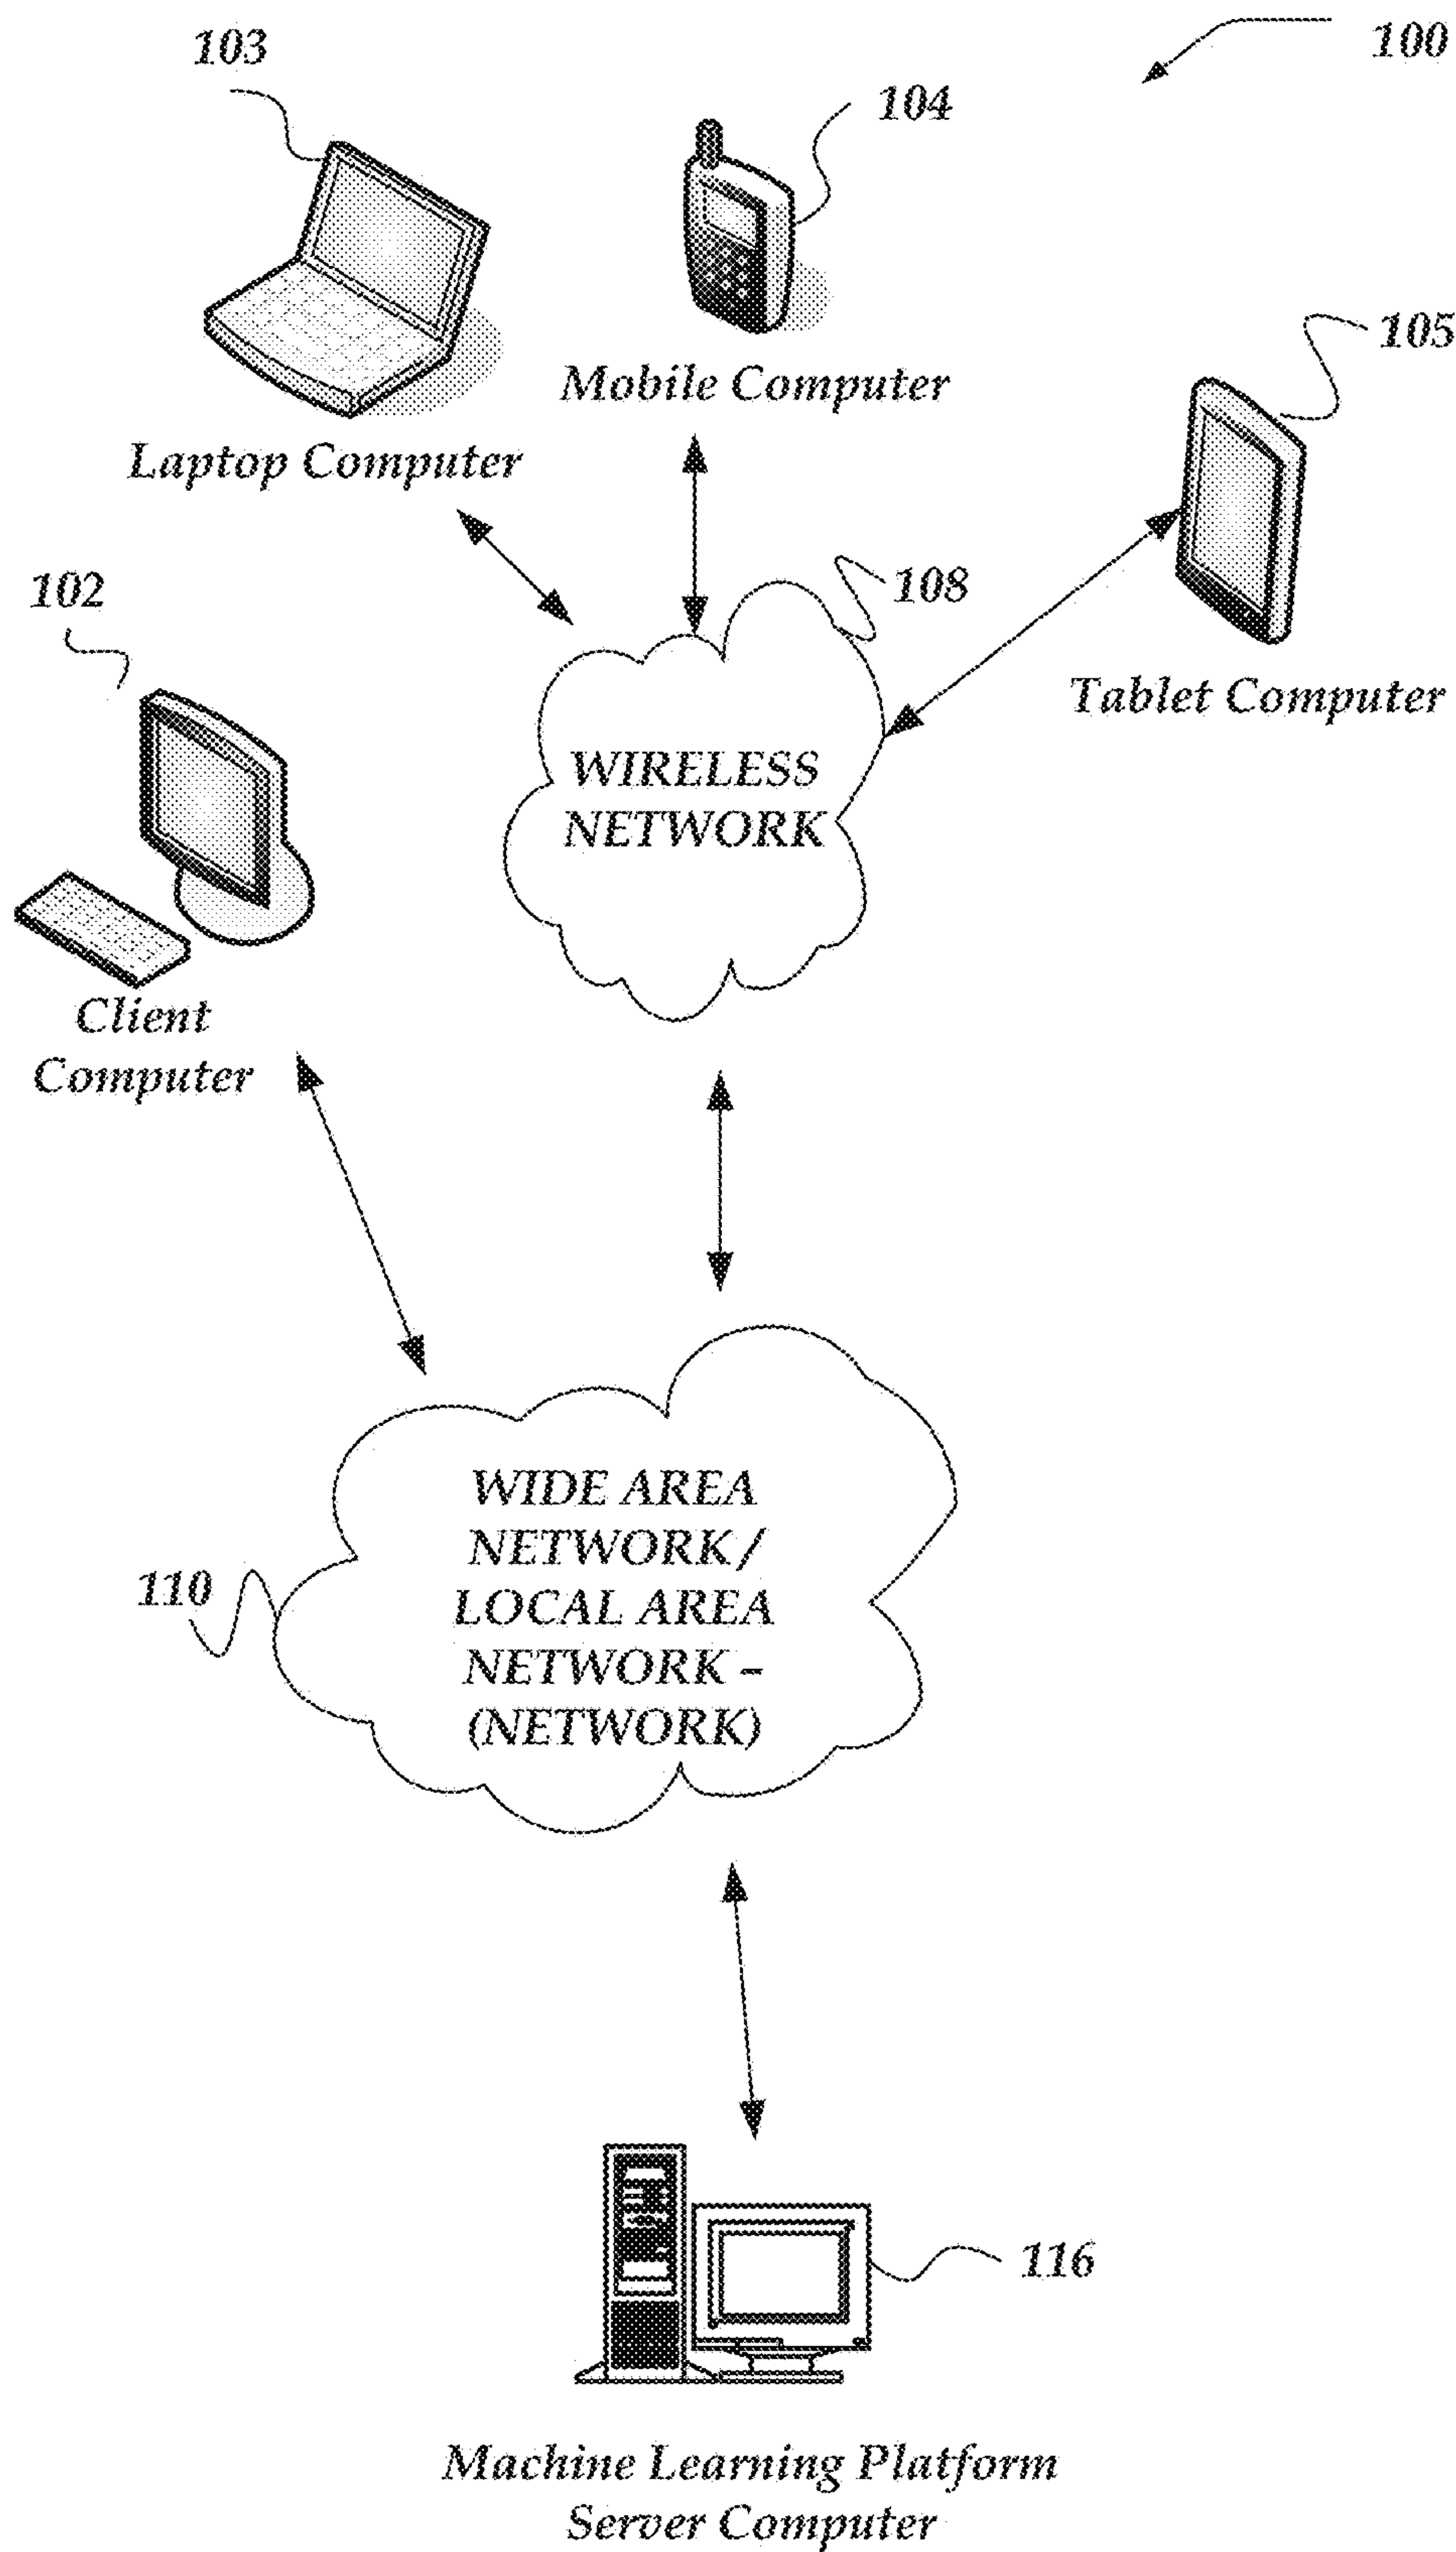 100
103
104
Mobile Computer
105
Laptop Computer
102
108
Tablet Computer
WIRELESS
NETWORK
Client
Computer
WIDE AREA
NETWORK /
LOCAL AREA
NETWORK –
(NETWORK)
110
116
Machine Learning Platform
Server Computer